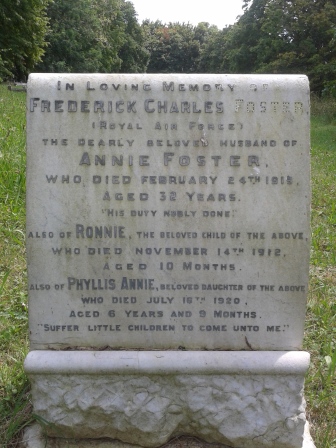 In Loving Memory of
Frederick Charles Foster,
(Royal Air Force)
the dearly beloved husband of
Annie Foster,
who died February 24th 1919,
aged 32 years.
"His duty nobly done."
Also of Ronnie, the beloved child of the above,
who died November 14th 1912,
aged 10 months.
Also of Phyllis Annie, beloved daughter of the above
who died July 16th 1920,
aged 6 years and 9 months.
"Suffer little children to come unto me."